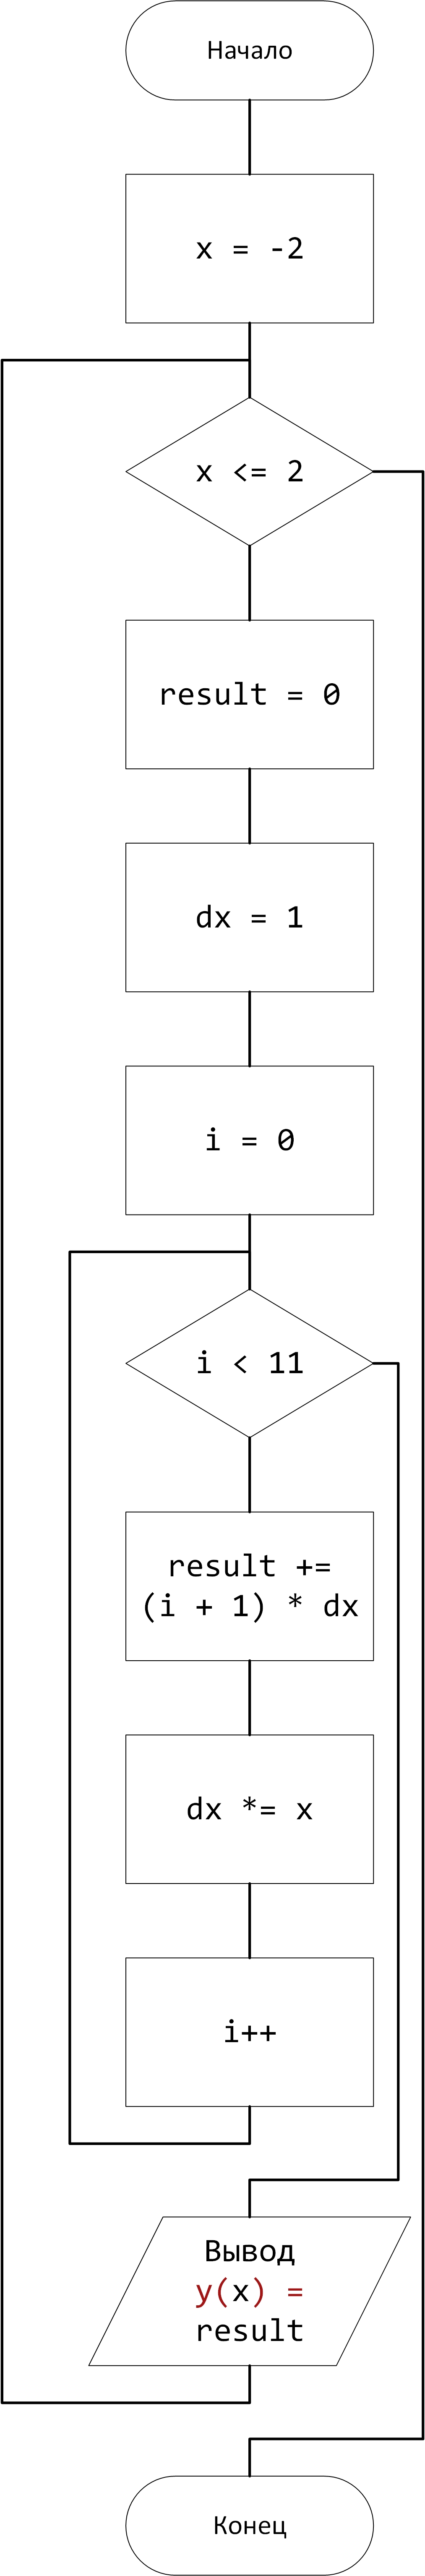 Начало
x = -2
x <= 2
result = 0
dx = 1
i = 0
i < 11
result +=
(i + 1) * dx
dx *= x
i++
Вывод
y(x) =
result
Конец